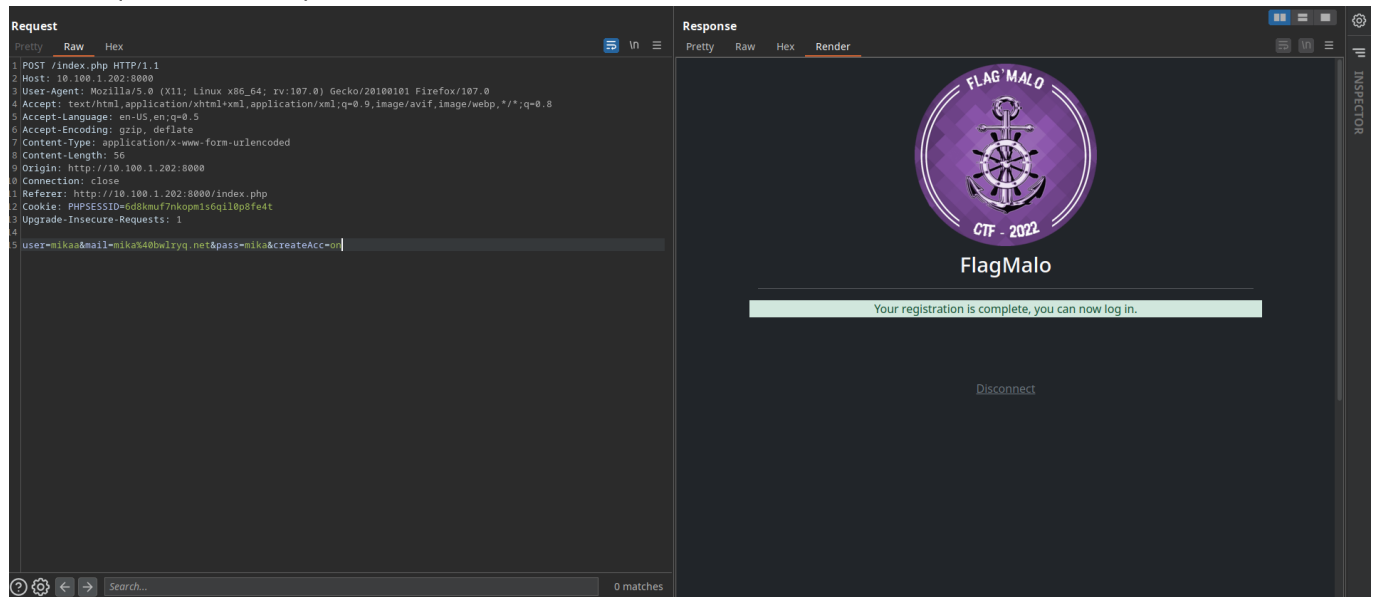 Request
Pretty Raw Hex
\n
1 POST /index.php HTTP/1.1
2 Host: 10.100.1.202:8000
3 User-Agent: Mozilla/5.0 (X11; Linux x86_64; rv:107.0) Gecko/20100101 Firefox/107.0
4 Accept: text/html,application/xhtml+xml,application/xml;q=0.9,image/avif,image/webp,*/*;q=0.8
5 Accept-Language: en-US,en;q=0.5
6 Accept-Encoding: gzip, deflate
7 Content-Type: application/x-www-form-urlencoded
8 Content-Length: 56
9 Origin: http://10.100.1.202:8000
10 Connection: close
11 Referer: http://10.100.1.202:8000/index.php
12 Cookie: PHPSESSID=6d8kmuf7nkopm1s6qil0p8fe4t
13 Upgrade-Insecure-Requests: 1
14
15 user=mikaa&mail=mika%40bwlryq.net&pass=mika&createAcc=on
Search...
0 matches
Response
Pretty Raw Hex Render
\n
FLAG'MALO
CTF - 2022
FlagMalo
Your registration is complete, you can now log in.
Disconnect
INSPECTOR